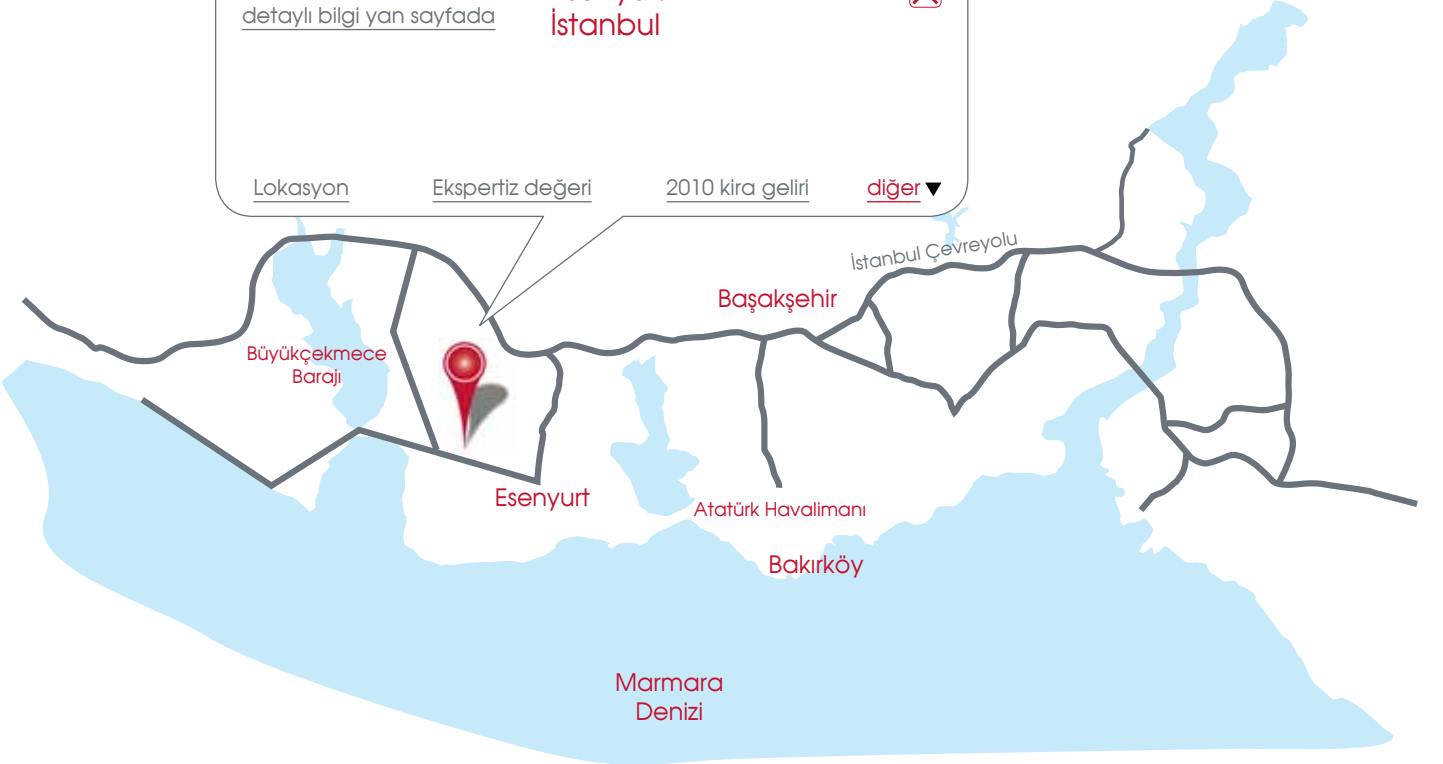 detaylı bilgi yan sayfada
İstanbul
Lokasyon
Ekspertiz değeri
2010 kira geliri
diğer
İstanbul Çevreyolu
Başakşehir
Büyükçekmece
Barajı
Esenyurt
Atatürk Havalimanı
Bakırköy
Marmara
Denizi